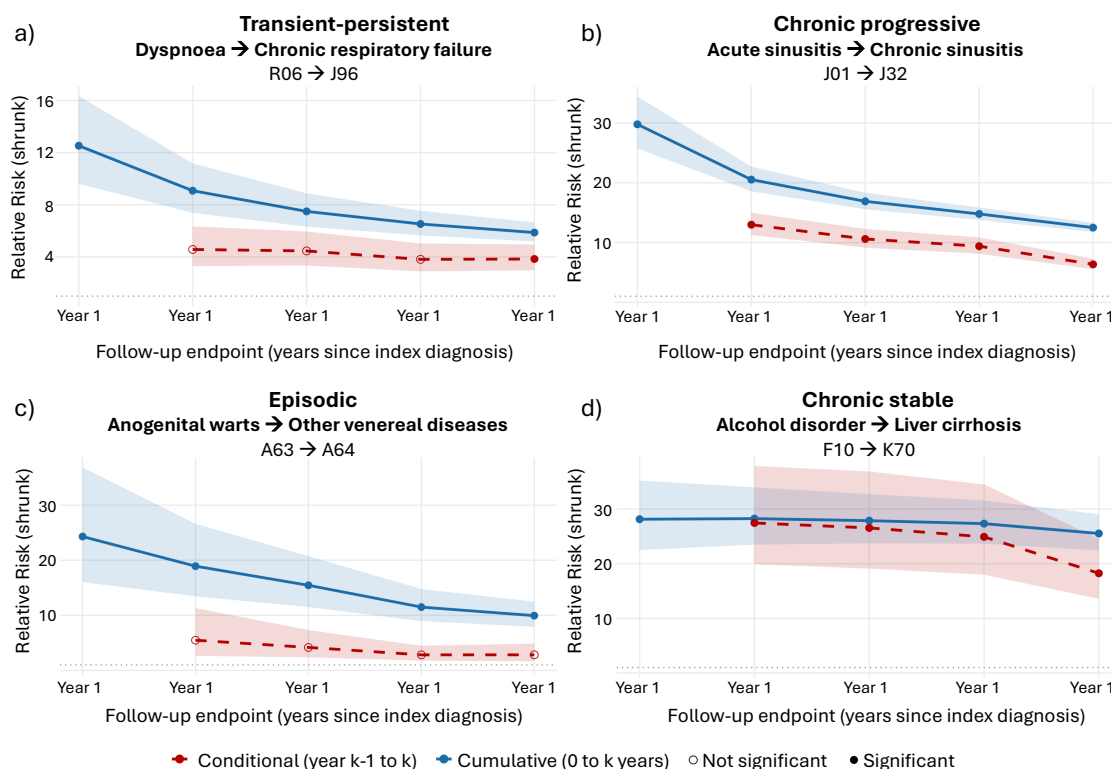 a)
Transient-persistent
Dyspnoea → Chronic respiratory failure
R06 → J96
Relative Risk (shrunk)
16
12
8
4
Year 1 Year 1 Year 1 Year 1 Year 1
Follow-up endpoint (years since index diagnosis)
b)
Chronic progressive
Acute sinusitis → Chronic sinusitis
J01 → J32
Relative Risk (shrunk)
30
20
10
Year 1 Year 1 Year 1 Year 1 Year 1
Follow-up endpoint (years since index diagnosis)
c)
Episodic
Anogenital warts → Other venereal diseases
A63 → A64
Relative Risk (shrunk)
30
20
10
Year 1 Year 1 Year 1 Year 1 Year 1
Follow-up endpoint (years since index diagnosis)
d)
Chronic stable
Alcohol disorder → Liver cirrhosis
F10 → K70
Relative Risk (shrunk)
30
20
10
Year 1 Year 1 Year 1 Year 1 Year 1
Follow-up endpoint (years since index diagnosis)
Conditional (year k-1 to k) Cumulative (0 to k years) Not significant Significant